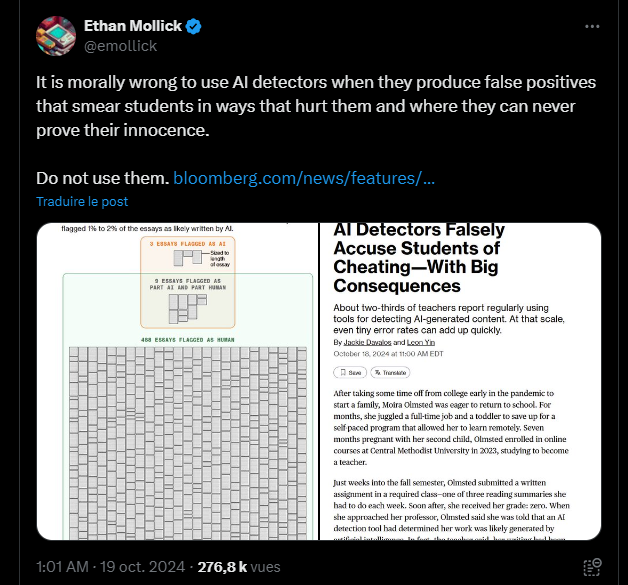 Ethan Mollick
@emollick
It is morally wrong to use AI detectors when they produce false positives
that smear students in ways that hurt them and where they can never
prove their innocence.
Do not use them. bloomberg.com/news/features/...
Traduire le post
flagged 1% to 2% of the essays as likely written by AI.
3 ESSAYS FLAGGED AS AI
Sized to
length
of essay
9 ESSAYS FLAGGED AS
PART AI AND PART HUMAN
488 ESSAYS FLAGGED AS HUMAN
AI Detectors Falsely
Accuse Students of
Cheating—With Big
Consequences
About two-thirds of teachers report regularly using
tools for detecting AI-generated content. At that scale,
even tiny error rates can add up quickly.
By Jackie Davalos and Leon Yin
October 18, 2024 at 11:00 AM EDT
Save
Translate
After taking some time off from college early in the pandemic to
start a family, Moira Olmsted was eager to return to school. For
months, she juggled a full-time job and a toddler to save up for a
self-paced program that allowed her to learn remotely. Seven
months pregnant with her second child, Olmsted enrolled in online
courses at Central Methodist University in 2023, studying to become
a teacher.
Just weeks into the fall semester, Olmsted submitted a written
assignment in a required class—one of three reading summaries she
had to do each week. Soon after, she received her grade: zero. When
she approached her professor, Olmsted said she was told that an AI
detection tool had determined her work was likely generated by
1:01 AM · 19 oct. 2024 · 276,8 k vues